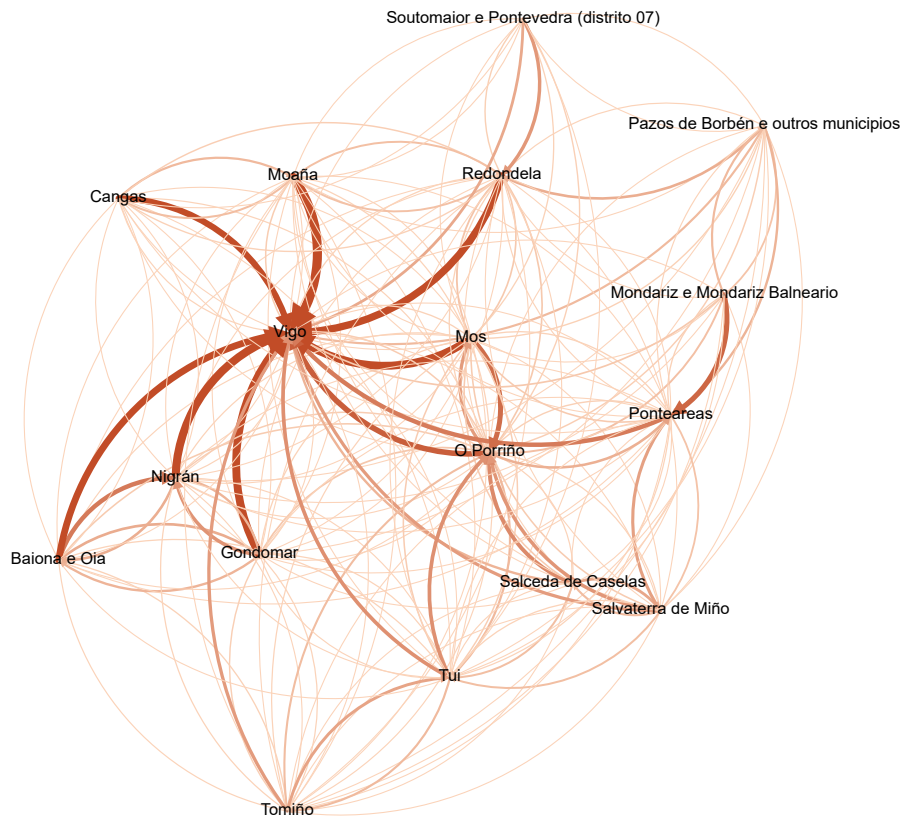 Soutomaior e Pontevedra (distrito 07)
Pazos de Borbén e outros municipios
Moaña
Redondela
Cangas
Mondariz e Mondariz Balneario
Vigo
Mos
Ponteareas
O Porriño
Nigrán
Gondomar
Baiona e Oia
Salceda de Caselas
Salvaterra de Miño
Tui
Tomiño